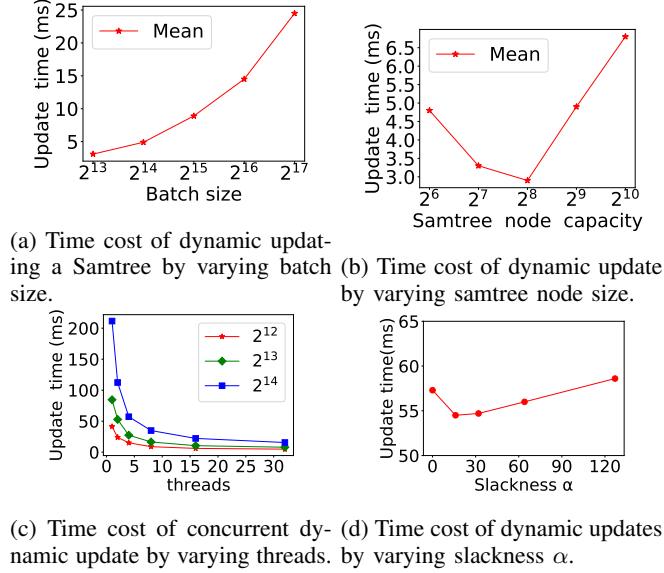 25
20
15
10
5
Update time (ms)
Mean
2^13 2^14 2^15 2^16 2^17
Batch size
(a) Time cost of dynamic updat-
ing a Samtree by varying batch
size.
6.5
6.0
5.5
5.0
4.5
4.0
3.5
3.0
Update time (ms)
Mean
2^6 2^7 2^8 2^9 2^10
Samtree node capacity
(b) Time cost of dynamic update
by varying samtree node size.
200
150
100
50
0
Update time (ms)
2^12
2^13
2^14
0 5 10 15 20 25 30
threads
(c) Time cost of concurrent dy-
namic update by varying threads.
65
60
55
50
Update time(ms)
0 30 60 90 120
Slackness α
(d) Time cost of dynamic updates
by varying slackness α.